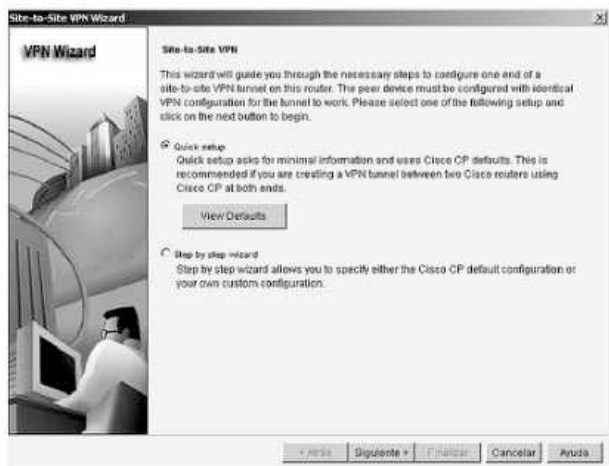 Site-to-Site VPN Wizard
VPN Wizard
Site-to-Site VPN
This wizard will guide you through the necessary steps to configure one end of a
site-to-site VPN tunnel on this router. The peer device must be configured with identical
VPN configuration for the tunnel to work. Please select one of the following setup and
click on the next button to begin.
Quick setup
Quick setup asks for minimal information and uses Cisco CP defaults. This is
recommended if you are creating a VPN tunnel between two Cisco routers using
Cisco CP at both ends.
View Defaults
Step by step wizard
Step by step wizard allows you to specify either the Cisco CP default configuration or
your own custom configuration.
< Atrás
Siguiente >
Finalizar
Cancelar
Ayuda